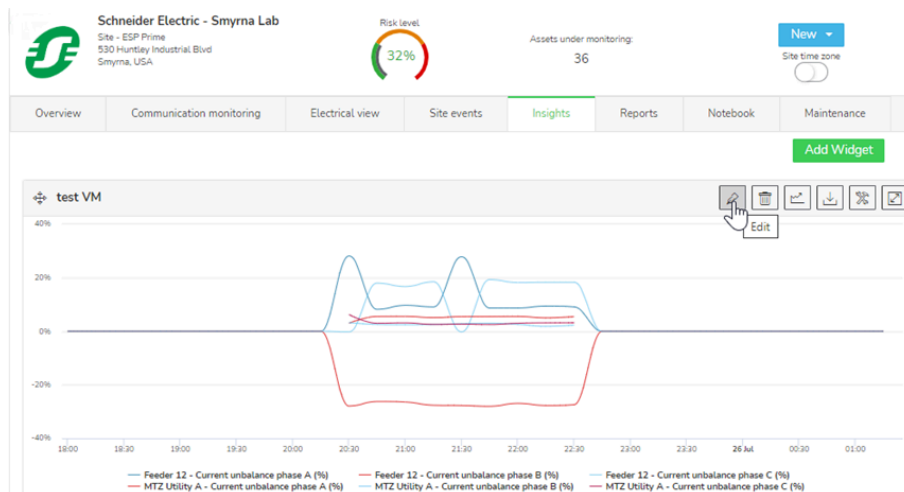 Schneider Electric - Smyrna Lab
Site - ESP Prime
530 Huntley Industrial Blvd
Smyrna, USA
Risk level
32%
Assets under monitoring:
36
New
Site time zone
Overview Communication monitoring Electrical view Site events Insights Reports Notebook Maintenance
Add Widget
test VM
Edit
40%
20%
0%
-20%
-40%
18:00 18:30 19:00 19:30 20:00 20:30 21:00 21:30 22:00 22:30 23:00 23:30 26 Jul 00:30 01:00
Feeder 12 - Current unbalance phase A (%) Feeder 12 - Current unbalance phase B (%) Feeder 12 - Current unbalance phase C (%)
MTZ Utility A - Current unbalance phase A (%) MTZ Utility A - Current unbalance phase B (%) MTZ Utility A - Current unbalance phase C (%)